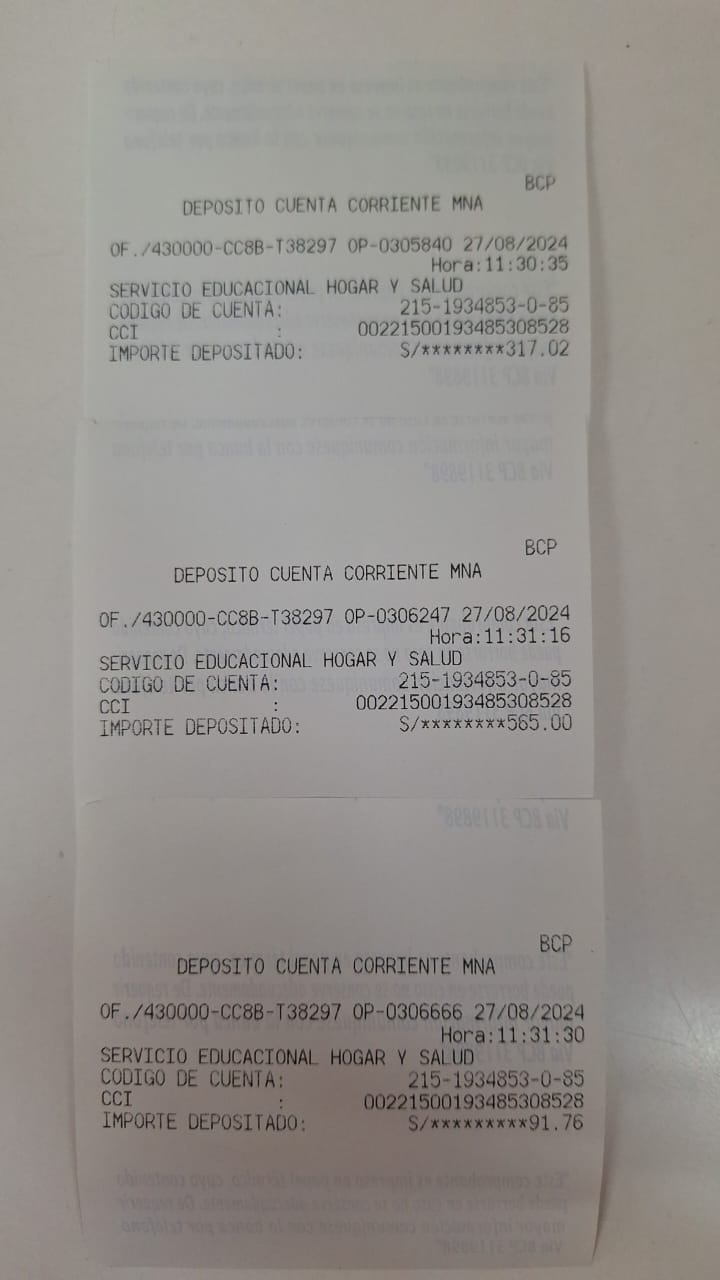 BCP
DEPOSITO CUENTA CORRIENTE MNA
OF./430000-CC8B-T38297 OP-0305840 27/08/2024
Hora:11:30:35
SERVICIO EDUCACIONAL HOGAR Y SALUD
CODIGO DE CUENTA: 215-1934853-0-85
CCI : 00221500193485308528
IMPORTE DEPOSITADO: S/********317.02
BCP
DEPOSITO CUENTA CORRIENTE MNA
OF./430000-CC8B-T38297 OP-0306247 27/08/2024
Hora:11:31:16
SERVICIO EDUCACIONAL HOGAR Y SALUD
CODIGO DE CUENTA: 215-1934853-0-85
CCI : 00221500193485308528
IMPORTE DEPOSITADO: S/********565.00
BCP
DEPOSITO CUENTA CORRIENTE MNA
OF./430000-CC8B-T38297 OP-0306666 27/08/2024
Hora:11:31:30
SERVICIO EDUCACIONAL HOGAR Y SALUD
CODIGO DE CUENTA: 215-1934853-0-85
CCI : 00221500193485308528
IMPORTE DEPOSITADO: S/*********91.76